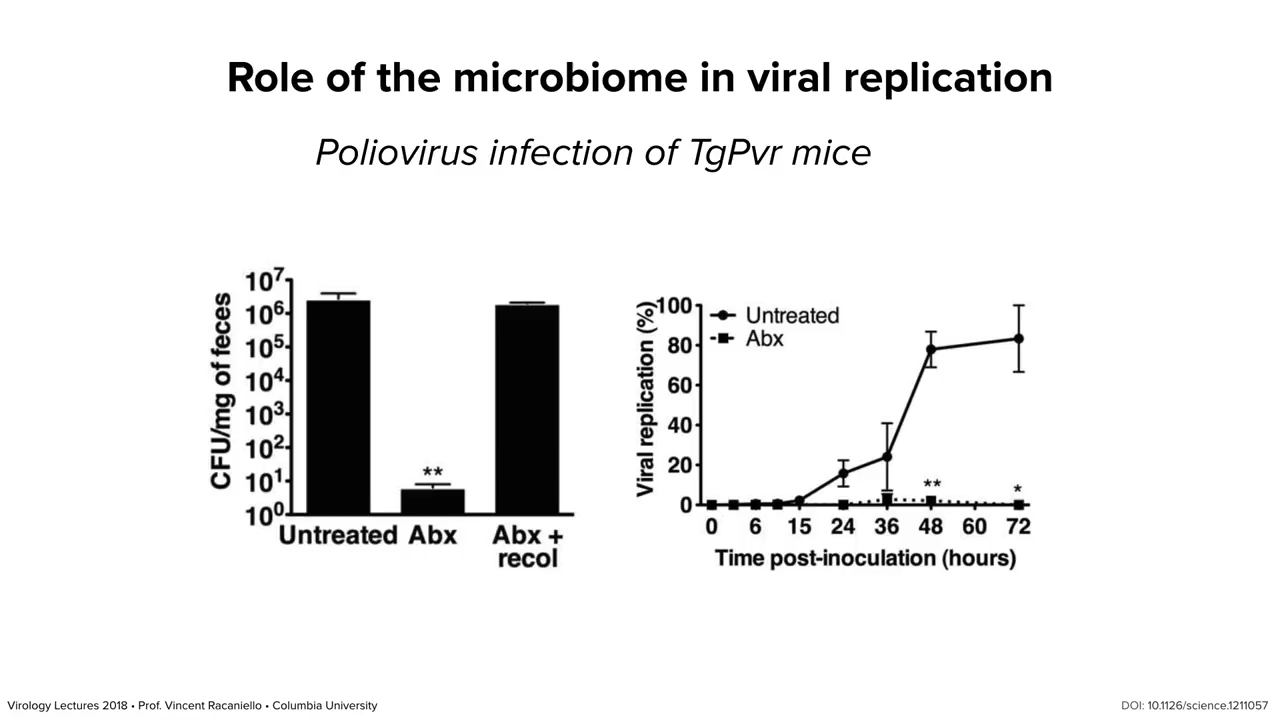 Role of the microbiome in viral replication
Poliovirus infection of TgPvr mice
CFU/mg of feces
10⁷
10⁶
10⁵
10⁴
10³
10²
10¹
10⁰
**
Untreated Abx Abx + recol
Viral replication (%)
100
80
60
40
20
0
Untreated
Abx
**
*
0 6 15 24 36 48 60 72
Time post-inoculation (hours)
Virology Lectures 2018 • Prof. Vincent Racaniello • Columbia University
DOI: 10.1126/science.1211057